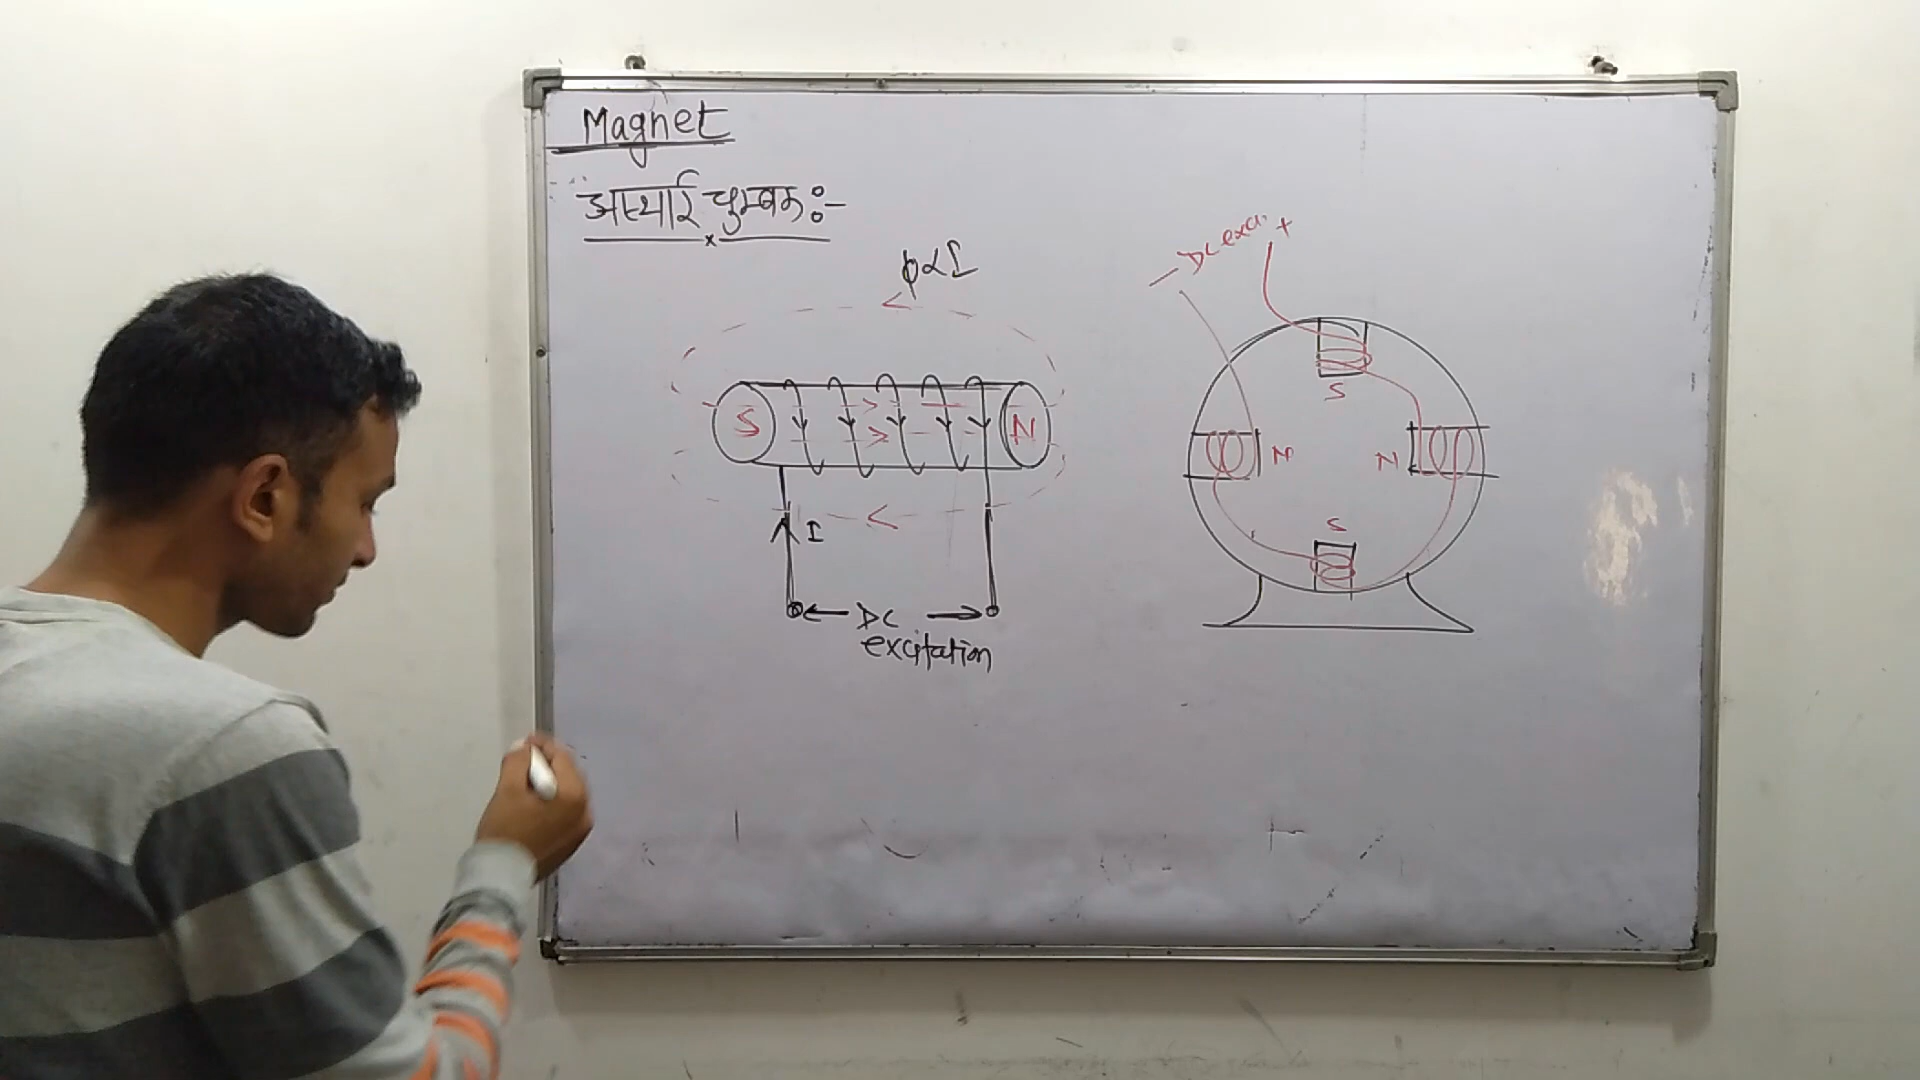 Magnet
अस्थाई चुम्बक :-
ϕ∝I
S N
I
DC
excitation
- DC exci. +
S
N N
S